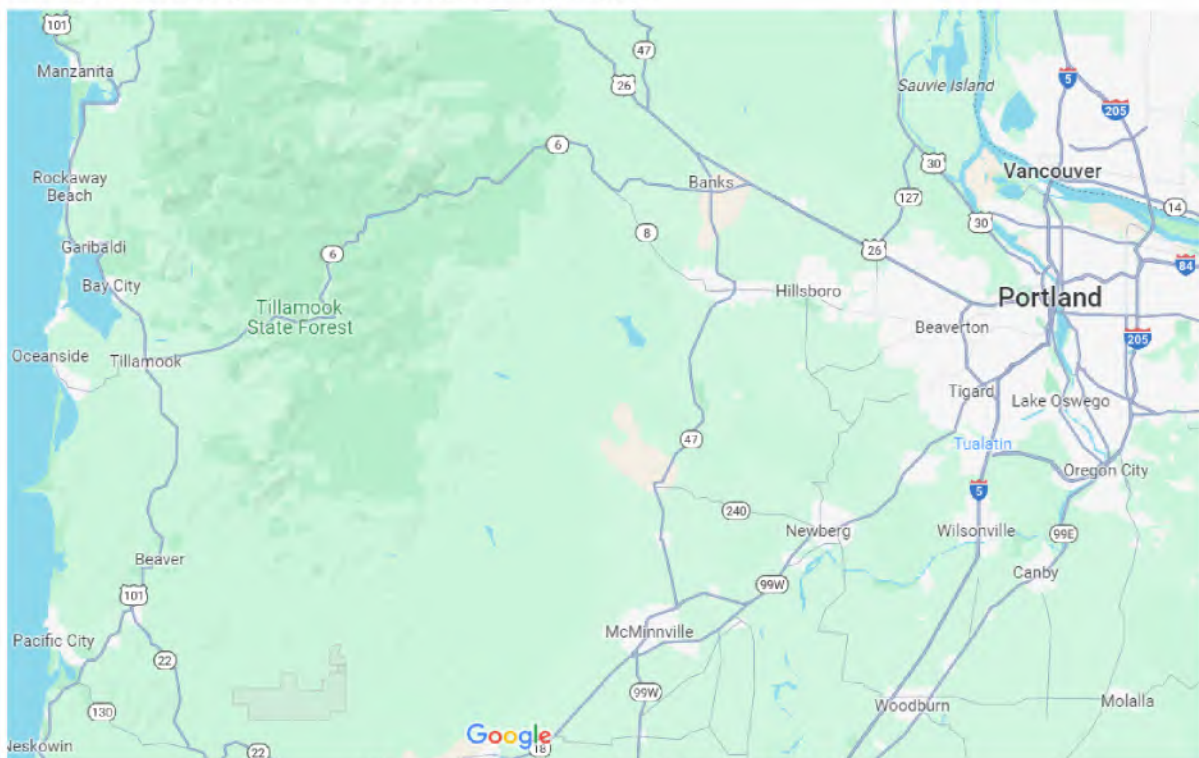 101
Manzanita
47
26
Sauvie Island
5
205
6
30
Vancouver
Rockaway
Beach
Banks
127
14
8
30
Garibaldi
6
26
84
Bay City
Hillsboro
Portland
Tillamook
State Forest
Beaverton
205
Oceanside
Tillamook
Tigard
Lake Oswego
47
Tualatin
Oregon City
5
240
Newberg
Wilsonville
99E
Beaver
Canby
99W
101
McMinnville
Pacific City
22
99W
Molalla
130
Woodburn
Google
Neskowin
22
18